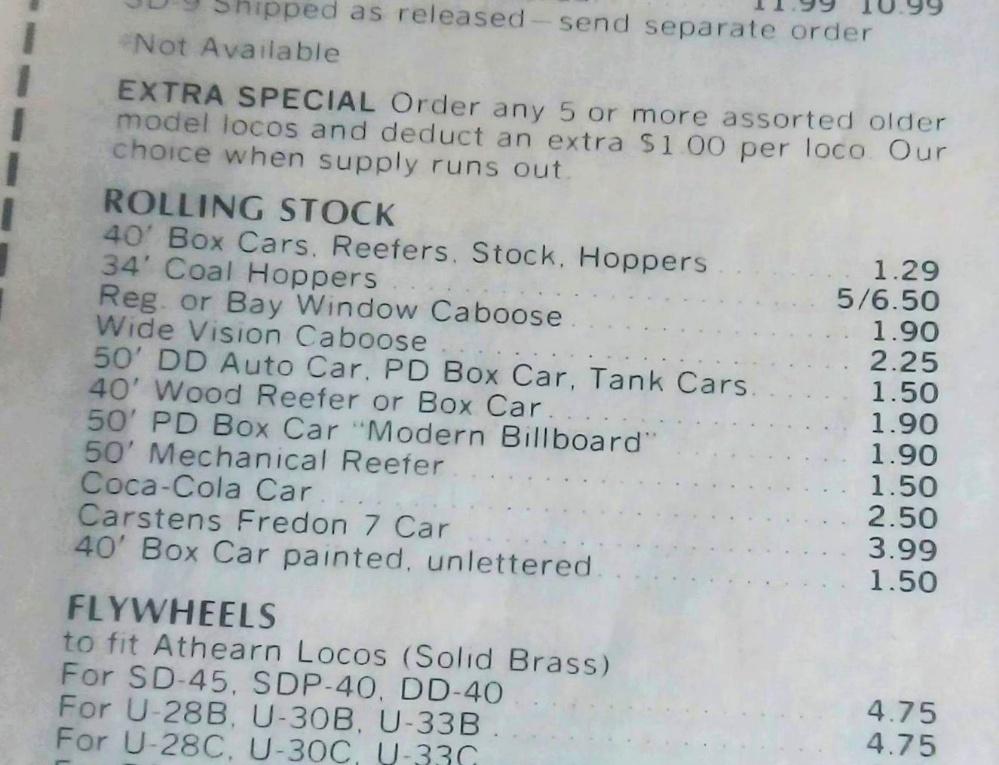 11.99 10.99
SD-9 Shipped as released—send separate order
*Not Available
EXTRA SPECIAL Order any 5 or more assorted older
model locos and deduct an extra $1.00 per loco. Our
choice when supply runs out.
ROLLING STOCK
40' Box Cars, Reefers, Stock, Hoppers 1.29
34' Coal Hoppers 5/6.50
Reg. or Bay Window Caboose 1.90
Wide Vision Caboose 2.25
50' DD Auto Car, PD Box Car, Tank Cars 1.50
40' Wood Reefer or Box Car 1.90
50' PD Box Car "Modern Billboard" 1.90
50' Mechanical Reefer 1.50
Coca-Cola Car 2.50
Carstens Fredon 7 Car 3.99
40' Box Car painted, unlettered 1.50
FLYWHEELS
to fit Athearn Locos (Solid Brass)
For SD-45, SDP-40, DD-40 4.75
For U-28B, U-30B, U-33B 4.75
For U-28C, U-30C, U-33C